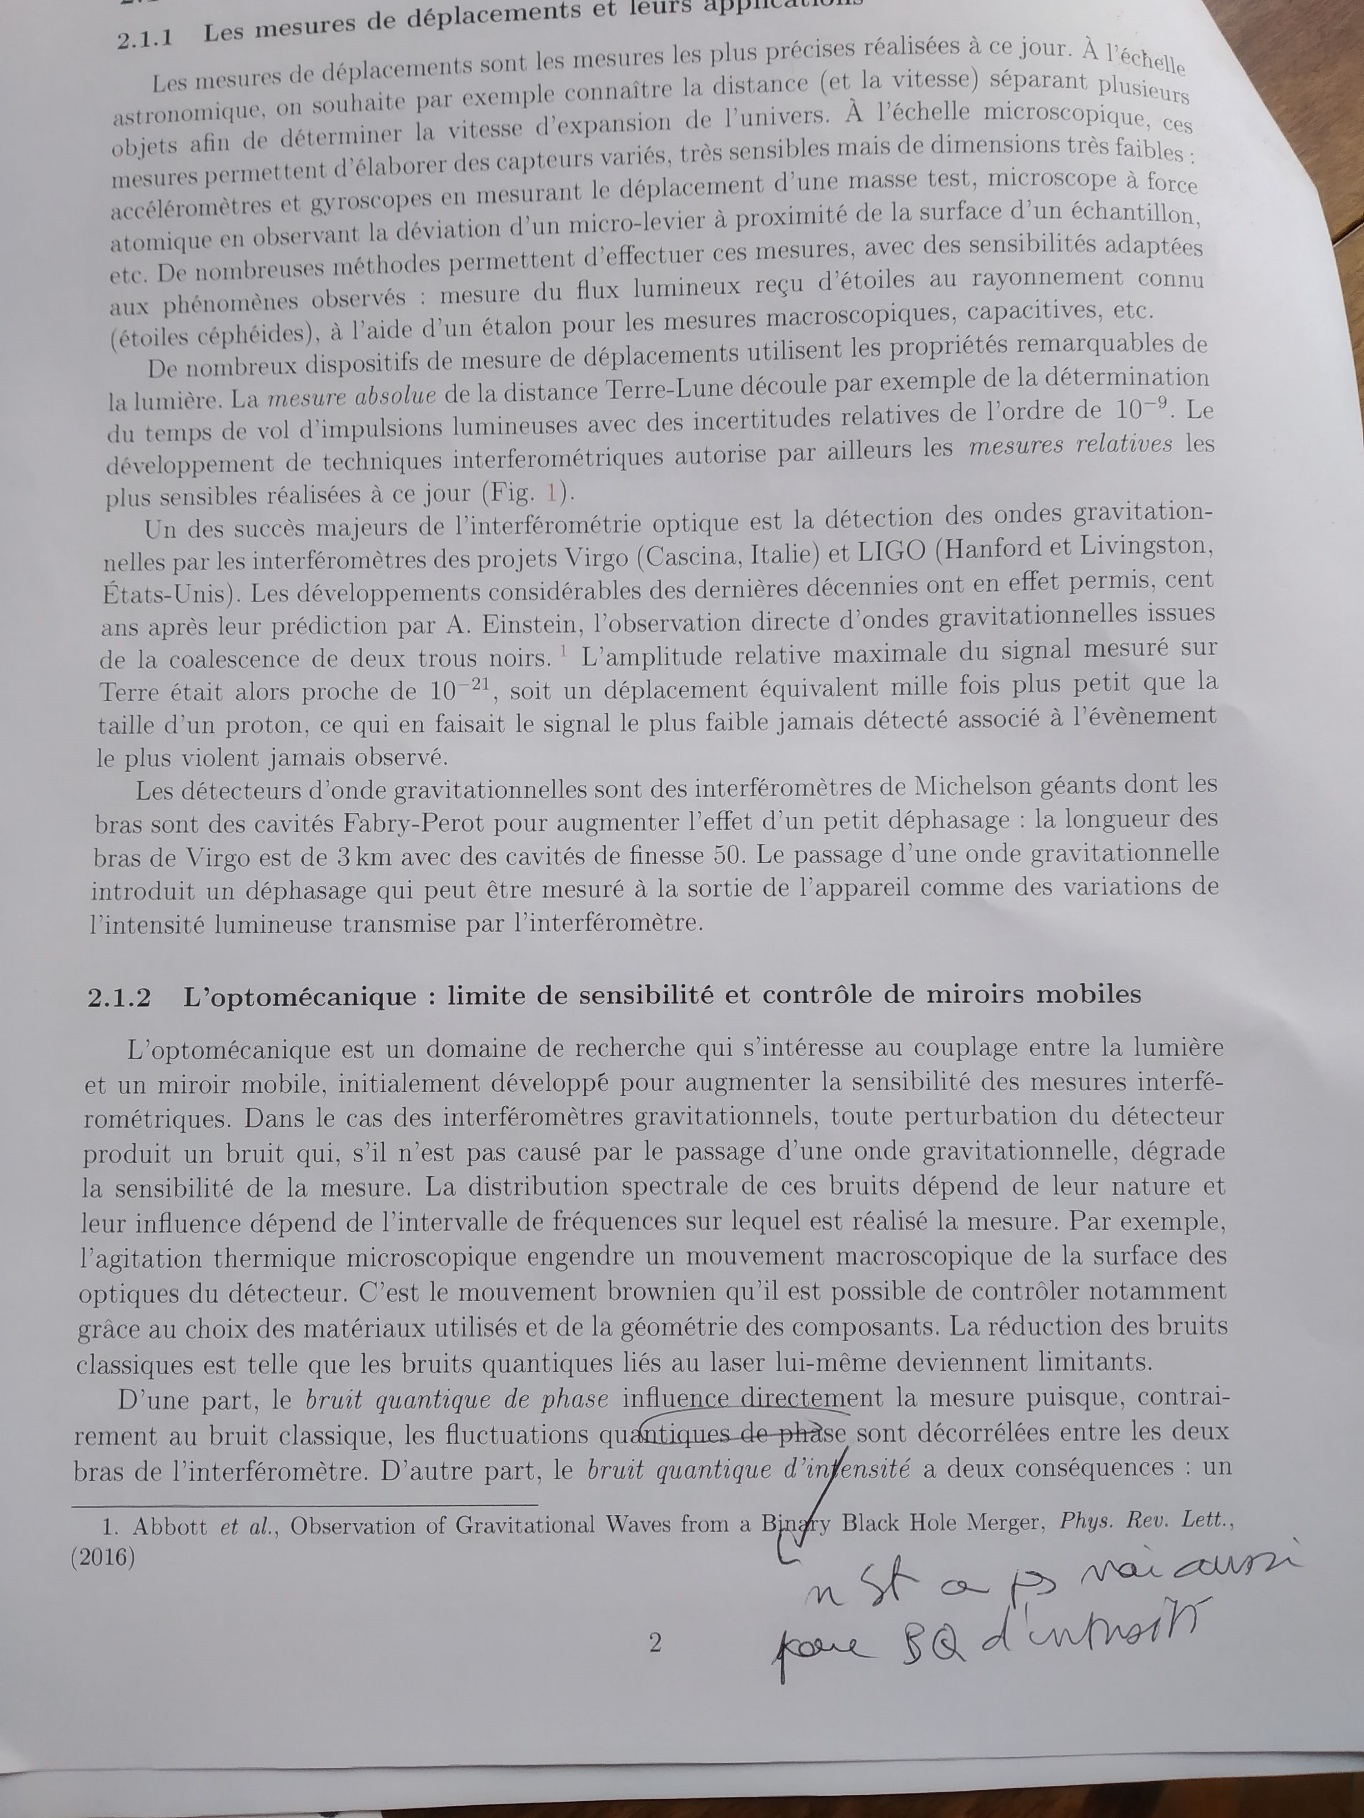 2.1.1 Les mesures de déplacements et leurs applications
Les mesures de déplacements sont les mesures les plus précises réalisées à ce jour. À l'échelle
astronomique, on souhaite par exemple connaître la distance (et la vitesse) séparant plusieurs
objets afin de déterminer la vitesse d'expansion de l'univers. À l'échelle microscopique, ces
mesures permettent d'élaborer des capteurs variés, très sensibles mais de dimensions très faibles :
accéléromètres et gyroscopes en mesurant le déplacement d'une masse test, microscope à force
atomique en observant la déviation d'un micro-levier à proximité de la surface d'un échantillon,
etc. De nombreuses méthodes permettent d'effectuer ces mesures, avec des sensibilités adaptées
aux phénomènes observés : mesure du flux lumineux reçu d'étoiles au rayonnement connu
(étoiles céphéides), à l'aide d'un étalon pour les mesures macroscopiques, capacitives, etc.
De nombreux dispositifs de mesure de déplacements utilisent les propriétés remarquables de
la lumière. La mesure absolue de la distance Terre-Lune découle par exemple de la détermination
du temps de vol d'impulsions lumineuses avec des incertitudes relatives de l'ordre de 10⁻⁹. Le
développement de techniques interferométriques autorise par ailleurs les mesures relatives les
plus sensibles réalisées à ce jour (Fig. 1).
Un des succès majeurs de l'interférométrie optique est la détection des ondes gravitation-
nelles par les interféromètres des projets Virgo (Cascina, Italie) et LIGO (Hanford et Livingston,
États-Unis). Les développements considérables des dernières décennies ont en effet permis, cent
ans après leur prédiction par A. Einstein, l'observation directe d'ondes gravitationnelles issues
de la coalescence de deux trous noirs. ¹ L'amplitude relative maximale du signal mesuré sur
Terre était alors proche de 10⁻²¹, soit un déplacement équivalent mille fois plus petit que la
taille d'un proton, ce qui en faisait le signal le plus faible jamais détecté associé à l'évènement
le plus violent jamais observé.
Les détecteurs d'onde gravitationnelles sont des interféromètres de Michelson géants dont les
bras sont des cavités Fabry-Perot pour augmenter l'effet d'un petit déphasage : la longueur des
bras de Virgo est de 3 km avec des cavités de finesse 50. Le passage d'une onde gravitationnelle
introduit un déphasage qui peut être mesuré à la sortie de l'appareil comme des variations de
l'intensité lumineuse transmise par l'interféromètre.
2.1.2 L'optomécanique : limite de sensibilité et contrôle de miroirs mobiles
L'optomécanique est un domaine de recherche qui s'intéresse au couplage entre la lumière
et un miroir mobile, initialement développé pour augmenter la sensibilité des mesures interfé-
rométriques. Dans le cas des interféromètres gravitationnels, toute perturbation du détecteur
produit un bruit qui, s'il n'est pas causé par le passage d'une onde gravitationnelle, dégrade
la sensibilité de la mesure. La distribution spectrale de ces bruits dépend de leur nature et
leur influence dépend de l'intervalle de fréquences sur lequel est réalisé la mesure. Par exemple,
l'agitation thermique microscopique engendre un mouvement macroscopique de la surface des
optiques du détecteur. C'est le mouvement brownien qu'il est possible de contrôler notamment
grâce au choix des matériaux utilisés et de la géométrie des composants. La réduction des bruits
classiques est telle que les bruits quantiques liés au laser lui-même deviennent limitants.
D'une part, le bruit quantique de phase influence directement la mesure puisque, contrai-
rement au bruit classique, les fluctuations quantiques de phase sont décorrélées entre les deux
bras de l'interféromètre. D'autre part, le bruit quantique d'intensité a deux conséquences : un
1. Abbott et al., Observation of Gravitational Waves from a Binary Black Hole Merger, Phys. Rev. Lett.,
(2016)
vrai aussi
pour BQ d'intensité
2